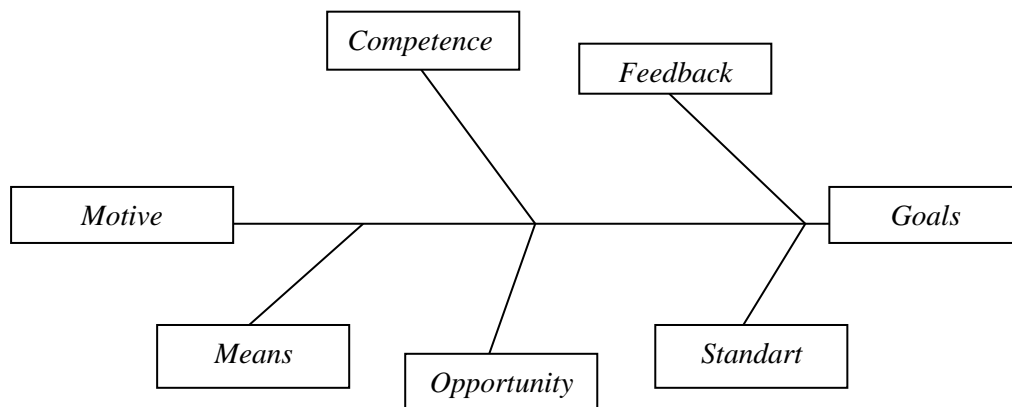 Competence
Feedback
Motive
Goals
Means
Opportunity
Standart